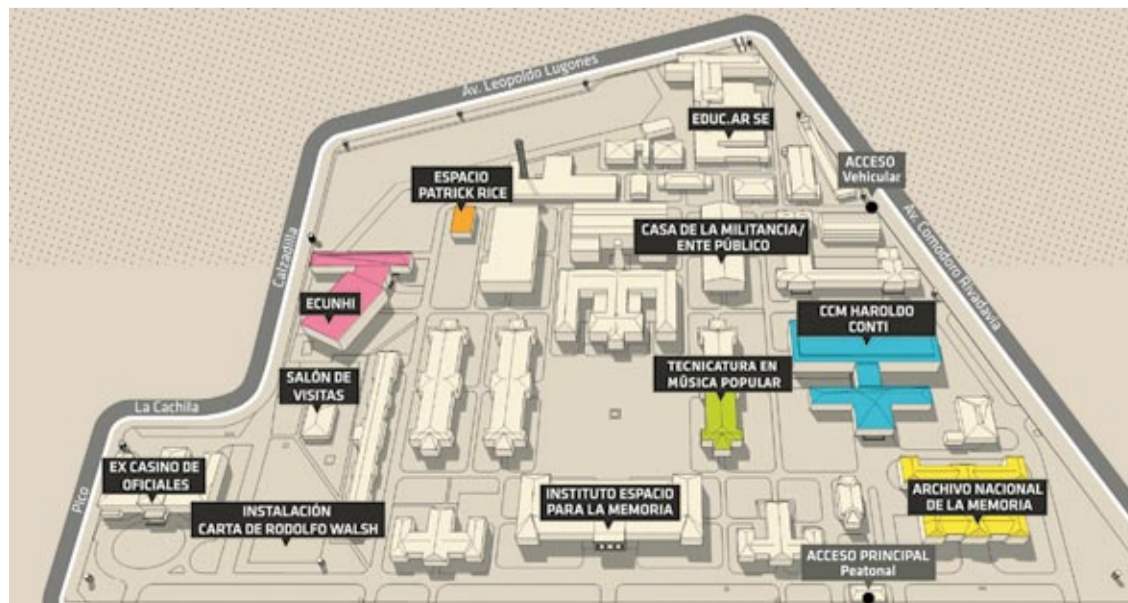 Av. Leopoldo Lugones
EDUC.AR SE
ACCESO
Vehicular
ESPACIO
PATRICK RICE
Av. Comodoro Rivadavia
CASA DE LA MILITANCIA/
ENTE PÚBLICO
Calzadilla
ECUNHI
CCM HAROLDO
CONTI
SALÓN DE
VISITAS
TECNICATURA EN
MÚSICA POPULAR
La Cachila
EX CASINO DE
OFICIALES
Pico
INSTALACIÓN
CARTA DE RODOLFO WALSH
INSTITUTO ESPACIO
PARA LA MEMORIA
ARCHIVO NACIONAL
DE LA MEMORIA
ACCESO PRINCIPAL
Peatonal